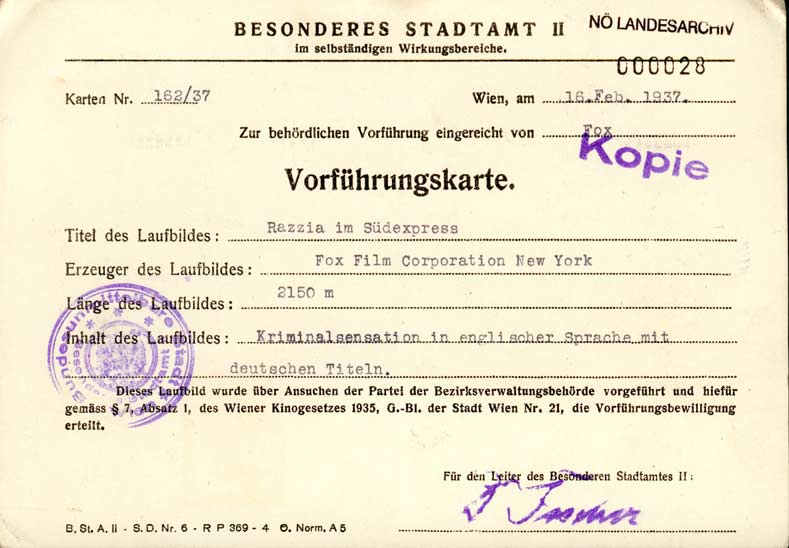 BESONDERES STADTAMT II
NÖ LANDESARCHIV
im selbständigen Wirkungsbereiche.
000028
Karten Nr. 162/37
Wien, am 16.Feb. 1937.
Zur behördlichen Vorführung eingereicht von Fox
Kopie
Vorführungskarte.
Titel des Laufbildes: Razzia im Südexpress
Erzeuger des Laufbildes: Fox Film Corporation New York
Länge des Laufbildes: 2150 m
Inhalt des Laufbildes: Kriminalsensation in englischer Sprache mit
deutschen Titeln.
Dieses Laufbild wurde über Ansuchen der Partei der Bezirksverwaltungsbehörde vorgeführt und hiefür
gemäss § 7, Absatz 1, des Wiener Kinogesetzes 1935, G.-Bl. der Stadt Wien Nr. 21, die Vorführungsbewilligung
erteilt.
Für den Leiter des Besonderen Stadtamtes II:
B. St. A. II - S. D. Nr. 6 - R P 369 - 4 Ö. Norm. A 5